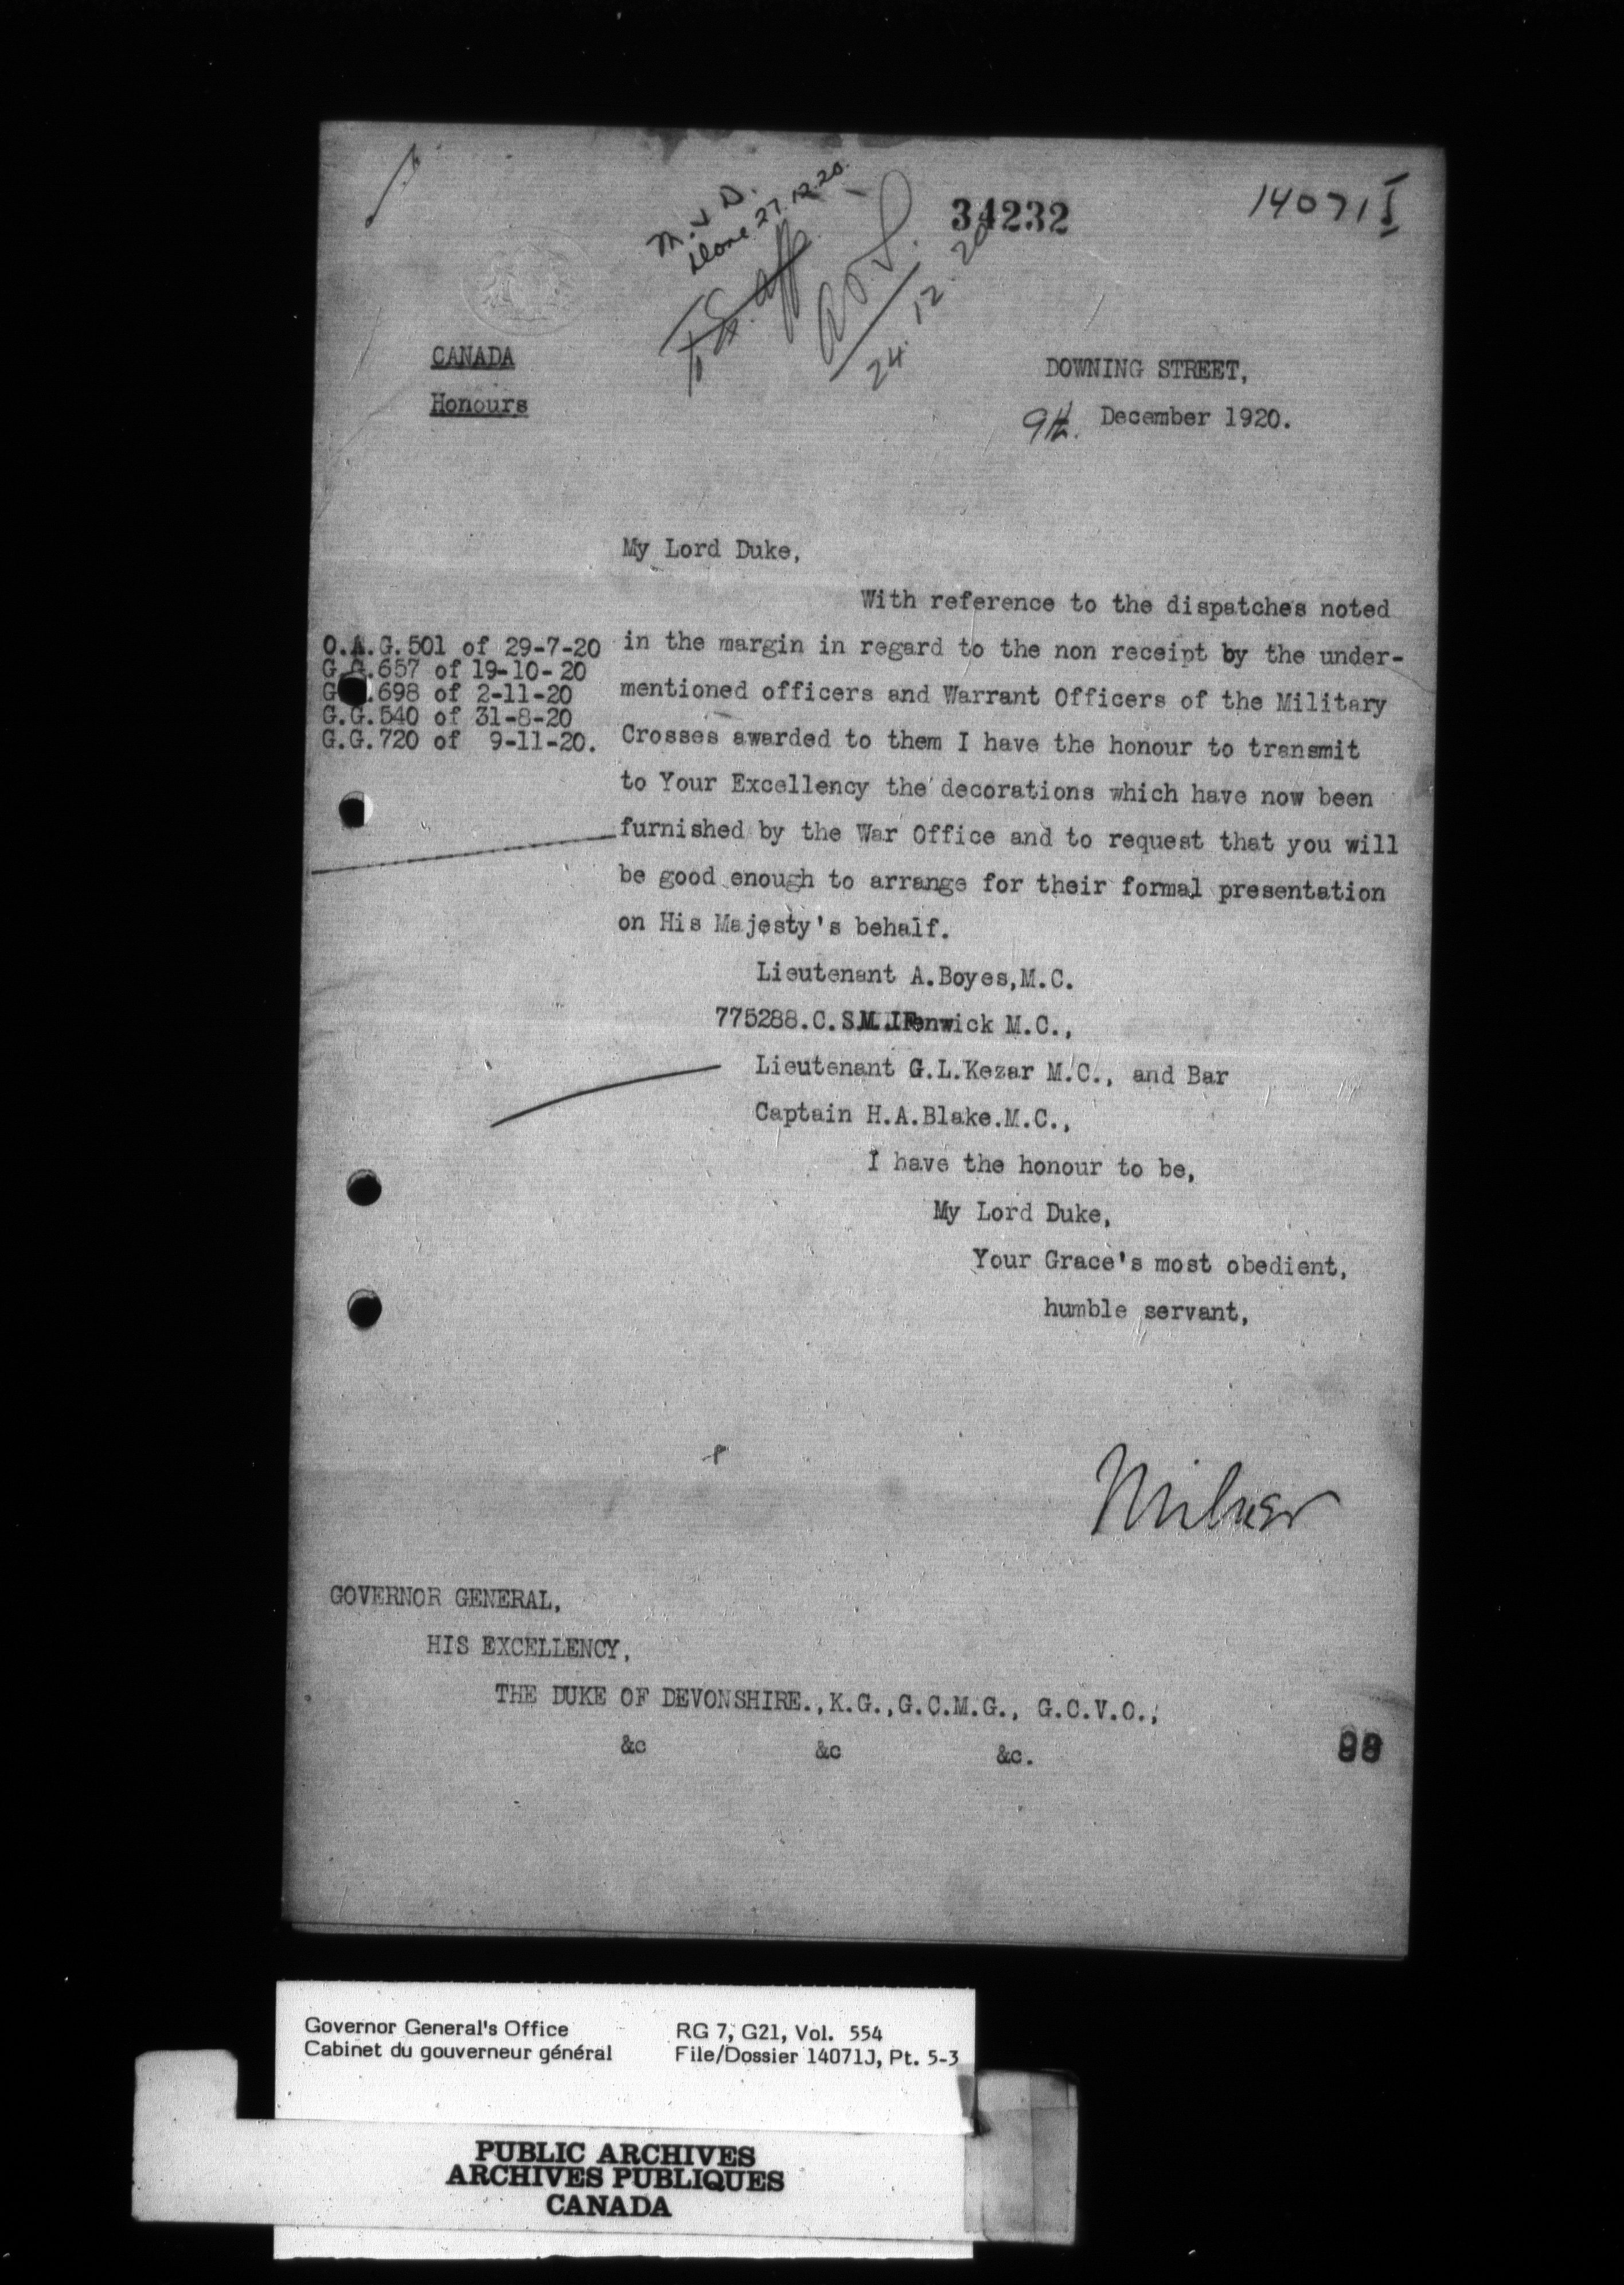 M. & D.
Done 27.12.20.
34232
14071 I
24.12.20
CANADA
Honours
DOWNING STREET,
9th. December 1920.
My Lord Duke,
With reference to the dispatches noted
in the margin in regard to the non receipt by the under-
mentioned officers and Warrant Officers of the Military
Crosses awarded to them I have the honour to transmit
to Your Excellency the decorations which have now been
furnished by the War Office and to request that you will
be good enough to arrange for their formal presentation
on His Majesty's behalf.
O.A.G.501 of 29-7-20
G.G.657 of 19-10-20
G .698 of 2-11-20
G.G.540 of 31-8-20
G.G.720 of 9-11-20.
Lieutenant A.Boyes,M.C.
775288.C.S.M.J.Fenwick M.C.,
Lieutenant G.L.Kezar M.C., and Bar
Captain H.A.Blake.M.C.,
I have the honour to be,
My Lord Duke,
Your Grace's most obedient,
humble servant,
Milner
GOVERNOR GENERAL,
HIS EXCELLENCY,
THE DUKE OF DEVONSHIRE.,K.G.,G.C.M.G., G.C.V.O.,
&c &c &c.
Governor General's Office
Cabinet du gouverneur général
RG 7, G21, Vol. 554
File/Dossier 14071J, Pt. 5-3
PUBLIC ARCHIVES
ARCHIVES PUBLIQUES
CANADA